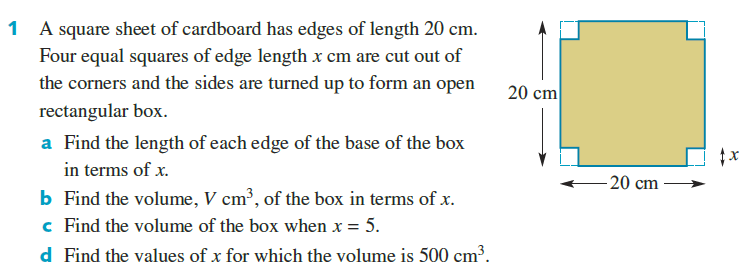 1 A square sheet of cardboard has edges of length 20 cm.
Four equal squares of edge length x cm are cut out of
the corners and the sides are turned up to form an open
rectangular box.
a Find the length of each edge of the base of the box
in terms of x.
b Find the volume, V cm³, of the box in terms of x.
c Find the volume of the box when x = 5.
d Find the values of x for which the volume is 500 cm³.
20 cm
x
20 cm